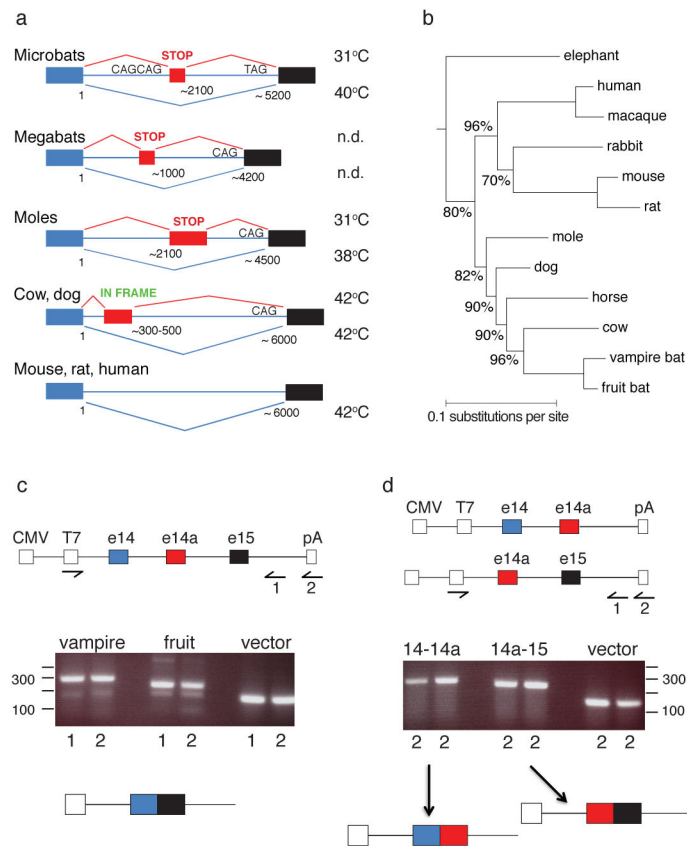 a
Microbats
STOP
CAGCAG
TAG
1
~2100
~ 5200
31°C
40°C
Megabats
STOP
CAG
1
~1000
~4200
n.d.
n.d.
Moles
STOP
CAG
1
~2100
~ 4500
31°C
38°C
Cow, dog
IN FRAME
CAG
1
~300-500
~ 6000
42°C
42°C
Mouse, rat, human
1
~ 6000
42°C
b
elephant
human
macaque
rabbit
mouse
rat
mole
dog
horse
cow
vampire bat
fruit bat
96%
70%
80%
82%
90%
90%
96%
0.1 substitutions per site
c
CMV T7 e14 e14a e15 pA
1 2
vampire fruit vector
300
100
1 2 1 2 1 2
d
CMV T7 e14 e14a pA
e14a e15
1 2
14-14a 14a-15 vector
300
100
2 2 2 2 2 2